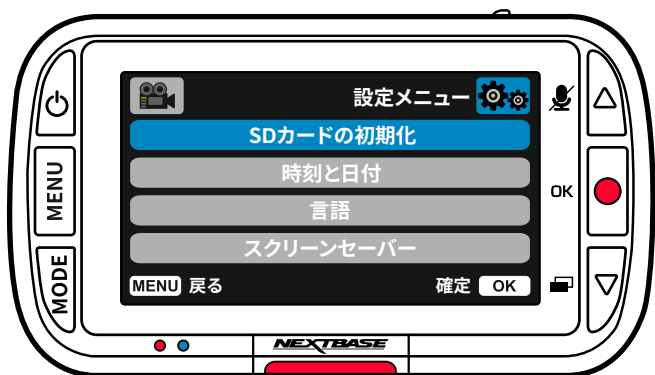 設定メニュー
SDカードの初期化
時刻と日付
言語
スクリーンセーバー
MENU 戻る
確定 OK
MENU
MODE
OK
NEXTBASE